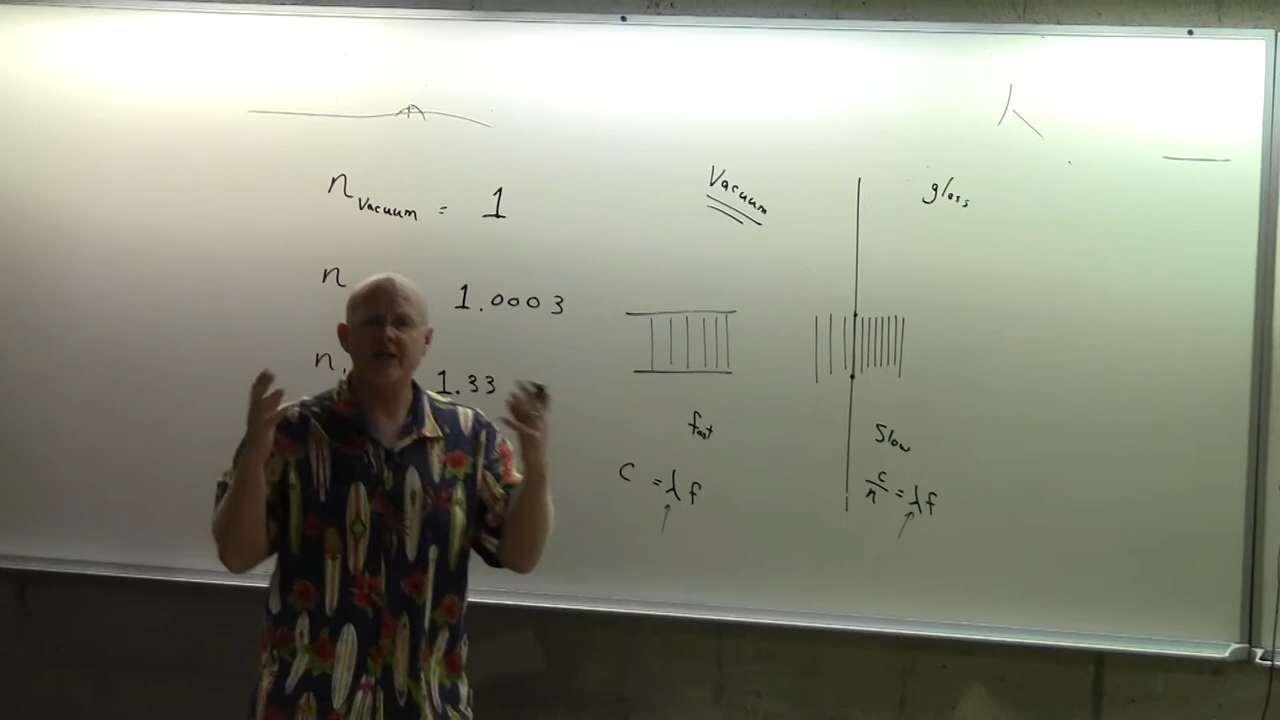 n Vacuum = 1
n 1.0003
n 1.33
Vacuum
glass
fast
Slow
C = λ f
c/n = λ f